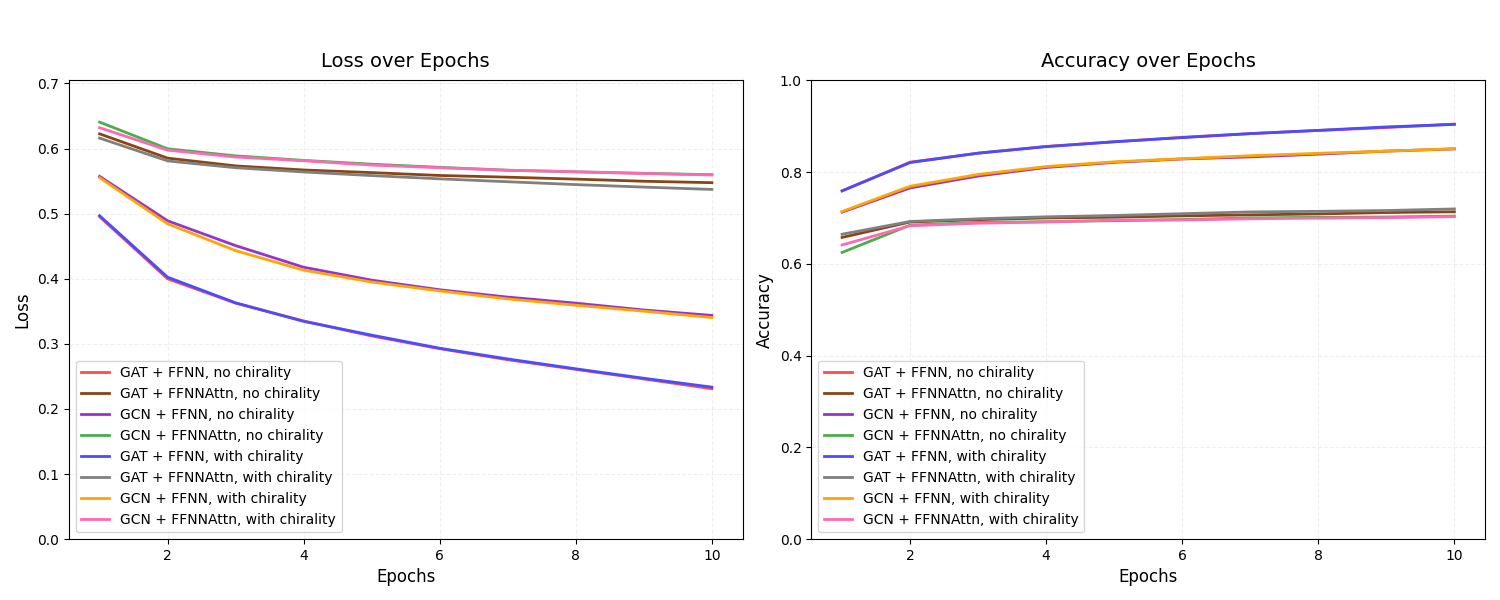 Loss over Epochs
0.7
0.6
0.5
0.4
0.3
0.2
0.1
0.0
Loss
GAT + FFNN, no chirality
GAT + FFNNAttn, no chirality
GCN + FFNN, no chirality
GCN + FFNNAttn, no chirality
GAT + FFNN, with chirality
GAT + FFNNAttn, with chirality
GCN + FFNN, with chirality
GCN + FFNNAttn, with chirality
2 4 6 8 10
Epochs
Accuracy over Epochs
1.0
0.8
0.6
0.4
0.2
0.0
Accuracy
GAT + FFNN, no chirality
GAT + FFNNAttn, no chirality
GCN + FFNN, no chirality
GCN + FFNNAttn, no chirality
GAT + FFNN, with chirality
GAT + FFNNAttn, with chirality
GCN + FFNN, with chirality
GCN + FFNNAttn, with chirality
2 4 6 8 10
Epochs